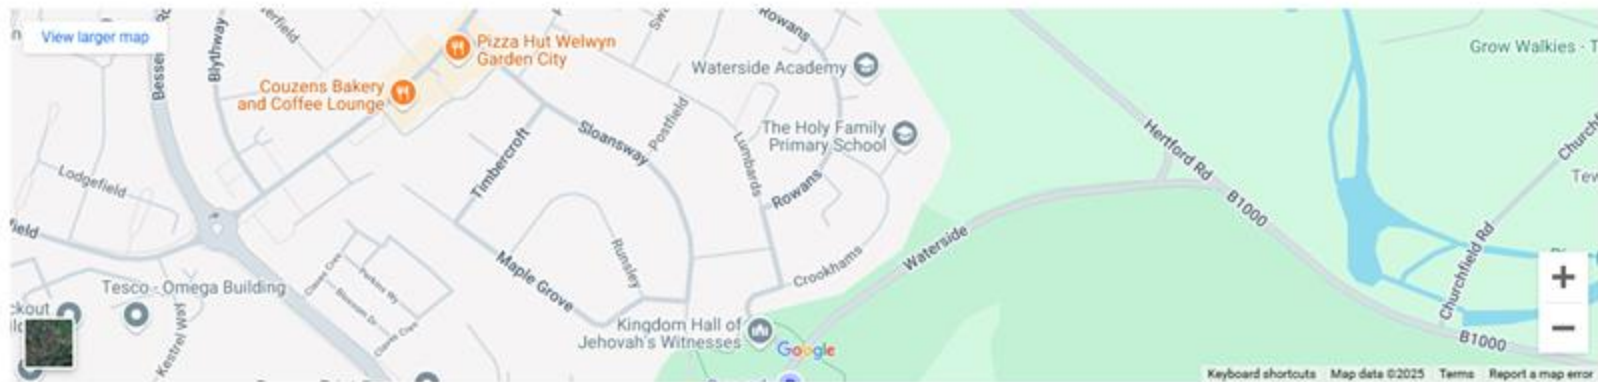 View larger map
Blythway
Pizza Hut Welwyn
Garden City
Couzens Bakery
and Coffee Lounge
Rowans
Waterside Academy
Grow Walkies - T
The Holy Family
Primary School
Postfield
Sloansway
Timbercroft
Lumbards
Rowans
Hertford Rd
B1000
Lodgefield
Maple Grove
Runsley
Crookhams
Waterside
Churchfield Rd
Tesco - Omega Building
Kestrel Way
Kingdom Hall of
Jehovah's Witnesses
Google
B1000
+
−
Keyboard shortcuts Map data ©2025 Terms Report a map error